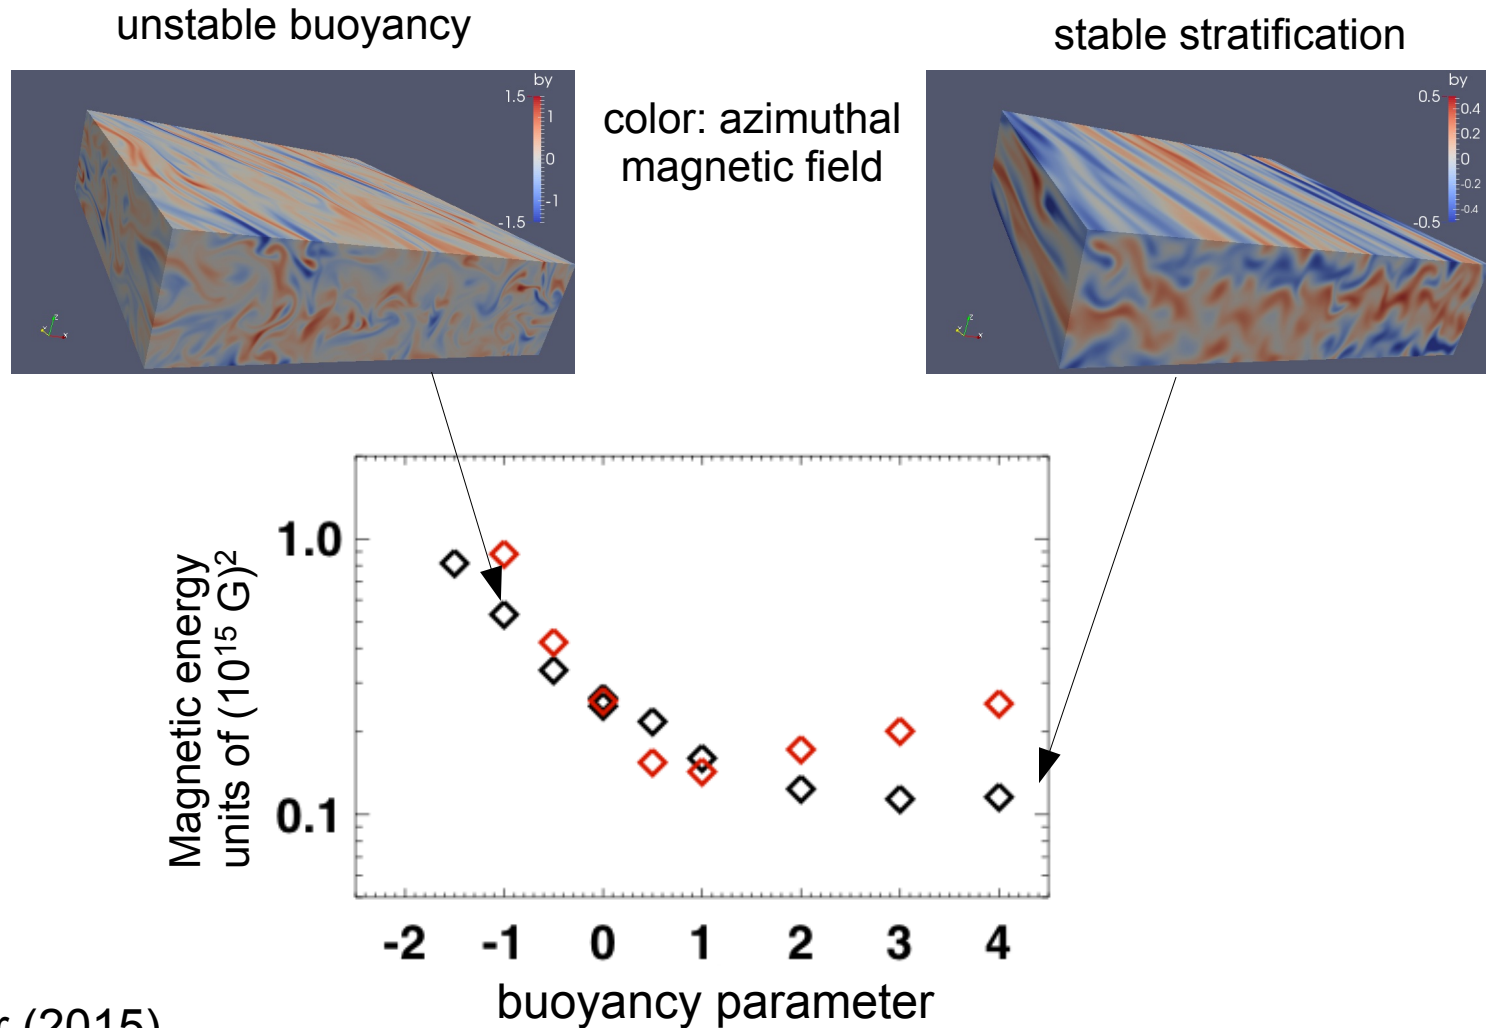 unstable buoyancy
stable stratification
by
1.5
1
0
-1
-1.5
color: azimuthal
magnetic field
by
0.5
0.4
0.2
0
-0.2
-0.4
-0.5
Magnetic energy
units of (10¹⁵ G)²
1.0
0.1
-2 -1 0 1 2 3 4
buoyancy parameter
(2015)